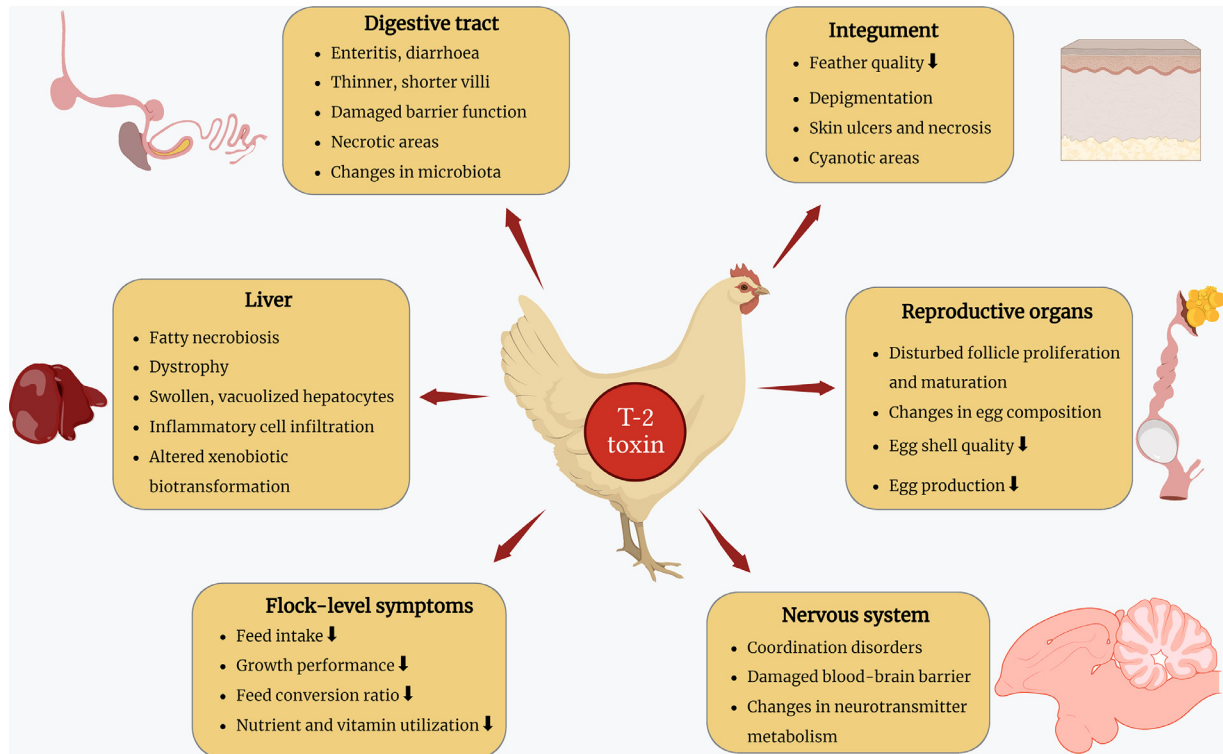 Digestive tract
• Enteritis, diarrhoea
• Thinner, shorter villi
• Damaged barrier function
• Necrotic areas
• Changes in microbiota
Integument
• Feather quality ⬇
• Depigmentation
• Skin ulcers and necrosis
• Cyanotic areas
Liver
• Fatty necrobiosis
• Dystrophy
• Swollen, vacuolized hepatocytes
• Inflammatory cell infiltration
• Altered xenobiotic
biotransformation
T-2
toxin
Reproductive organs
• Disturbed follicle proliferation
and maturation
• Changes in egg composition
• Egg shell quality ⬇
• Egg production ⬇
Flock-level symptoms
• Feed intake ⬇
• Growth performance ⬇
• Feed conversion ratio ⬇
• Nutrient and vitamin utilization ⬇
Nervous system
• Coordination disorders
• Damaged blood-brain barrier
• Changes in neurotransmitter
metabolism